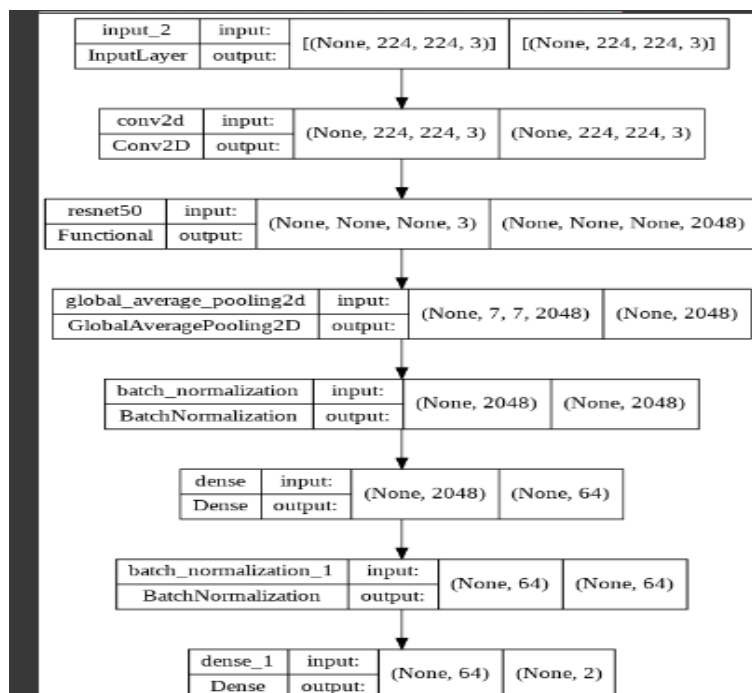 input_2 input: [(None, 224, 224, 3)] [(None, 224, 224, 3)]
InputLayer output:
conv2d input: (None, 224, 224, 3) (None, 224, 224, 3)
Conv2D output:
resnet50 input: (None, None, None, 3) (None, None, None, 2048)
Functional output:
global_average_pooling2d input: (None, 7, 7, 2048) (None, 2048)
GlobalAveragePooling2D output:
batch_normalization input: (None, 2048) (None, 2048)
BatchNormalization output:
dense input: (None, 2048) (None, 64)
Dense output:
batch_normalization_1 input: (None, 64) (None, 64)
BatchNormalization output:
dense_1 input: (None, 64) (None, 2)
Dense output: